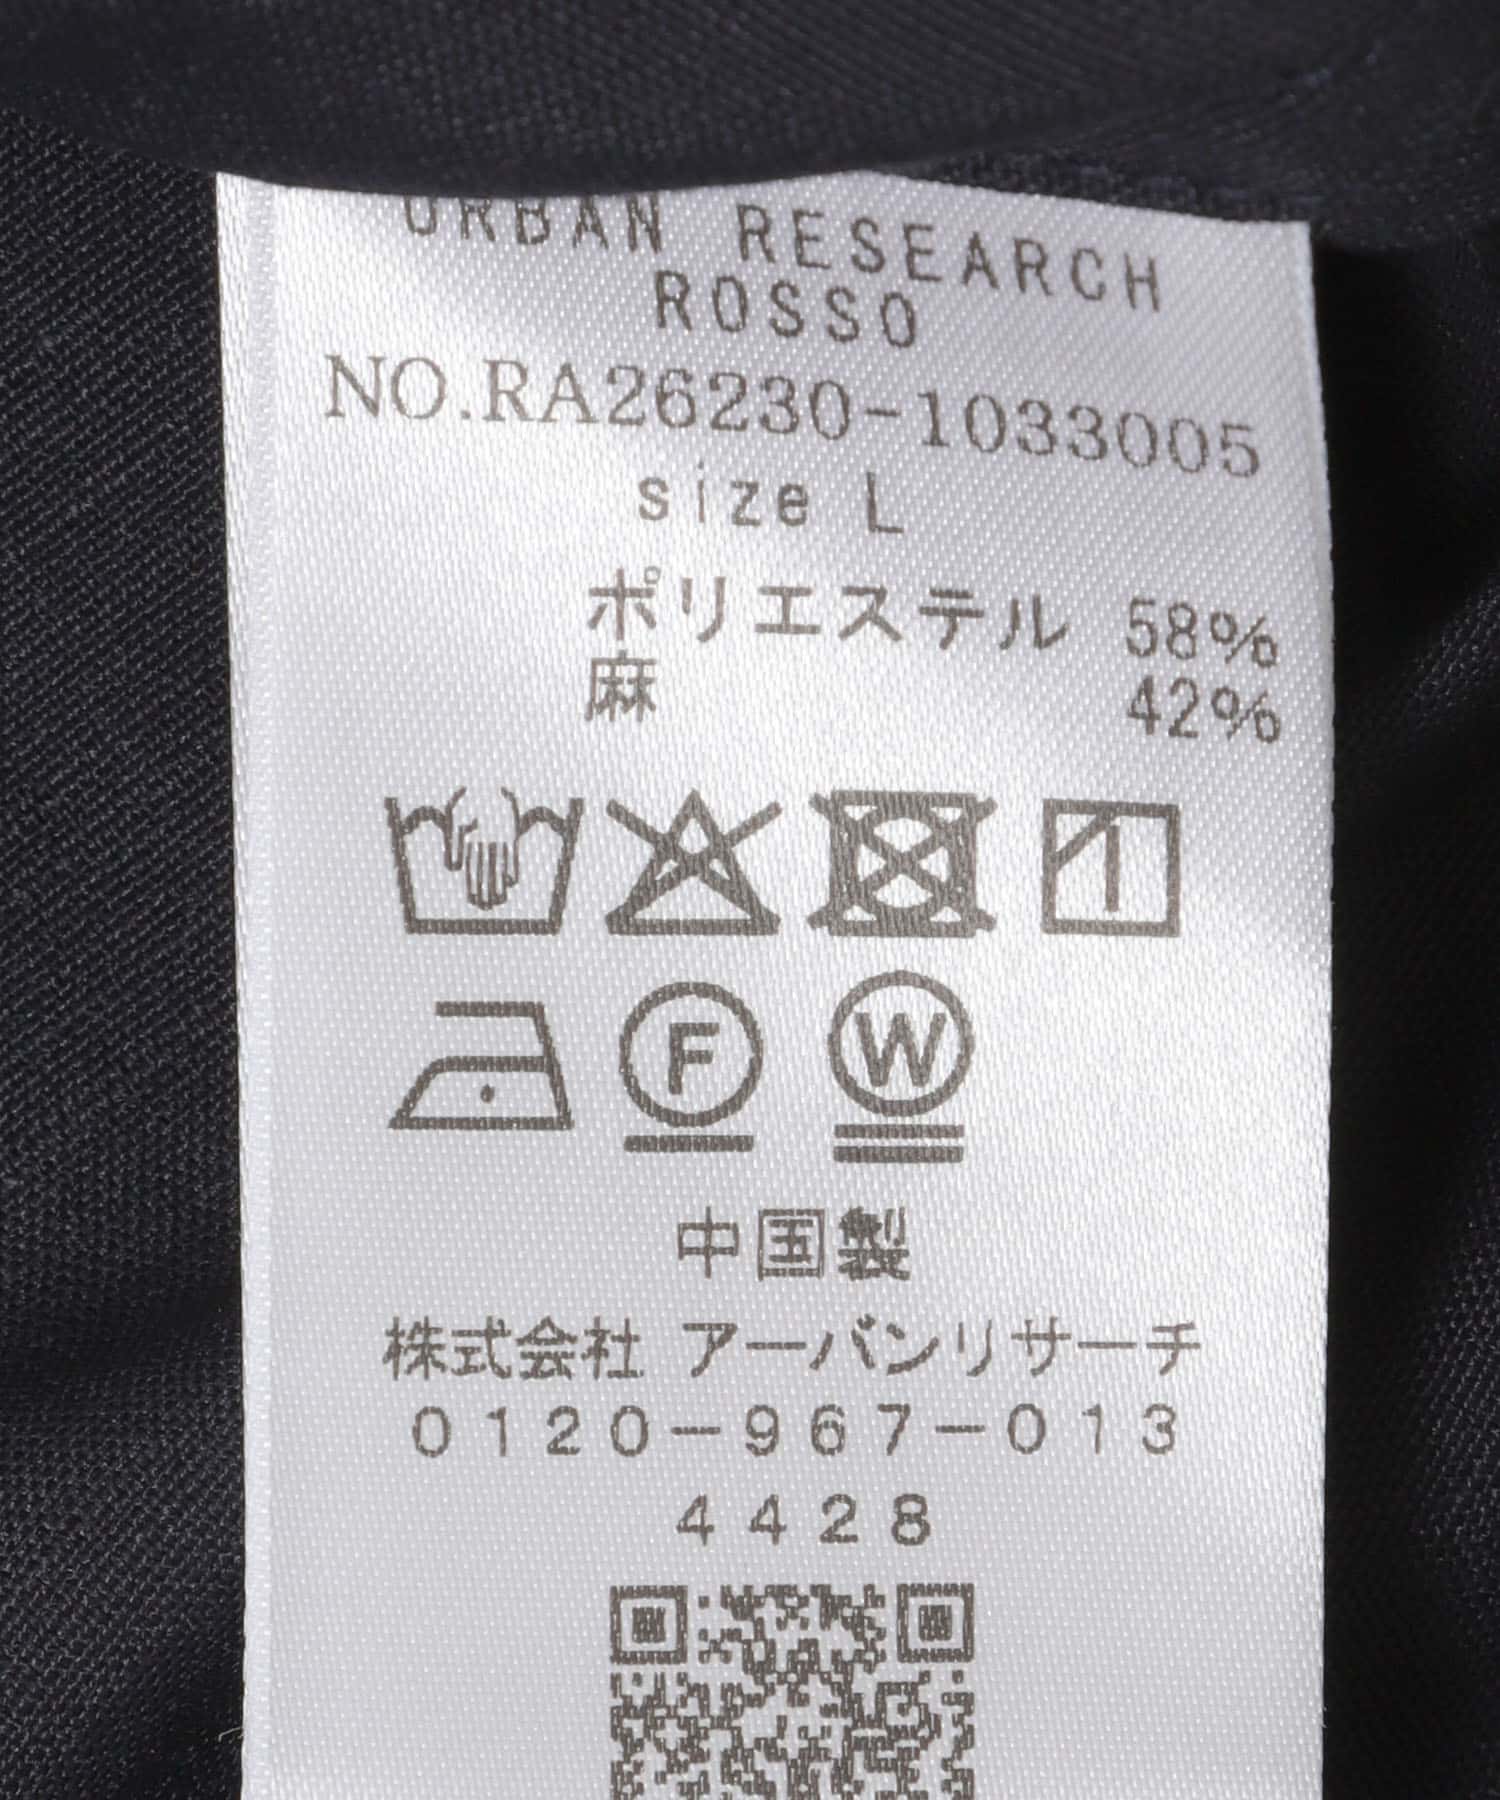 URBAN RESEARCH
ROSSO
NO.RA26230-1033005
size L
ポリエステル 58%
麻 42%
F W
中国製
株式会社 アーバンリサーチ
0120-967-013
4428